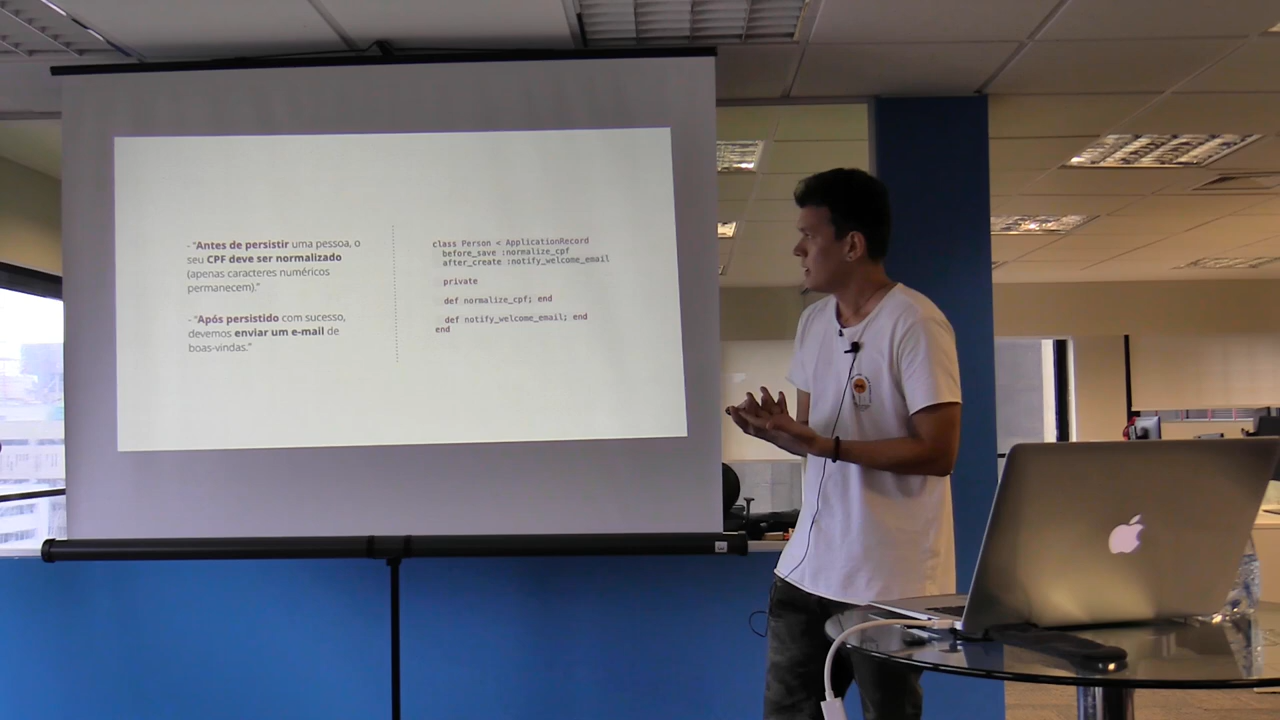 - "Antes de persistir uma pessoa, o
seu CPF deve ser normalizado
(apenas caracteres numéricos
permanecem)."
- "Após persistido com sucesso,
devemos enviar um e-mail de
boas-vindas."
class Person < ApplicationRecord
before_save :normalize_cpf
after_create :notify_welcome_email
private
def normalize_cpf; end
def notify_welcome_email; end
end